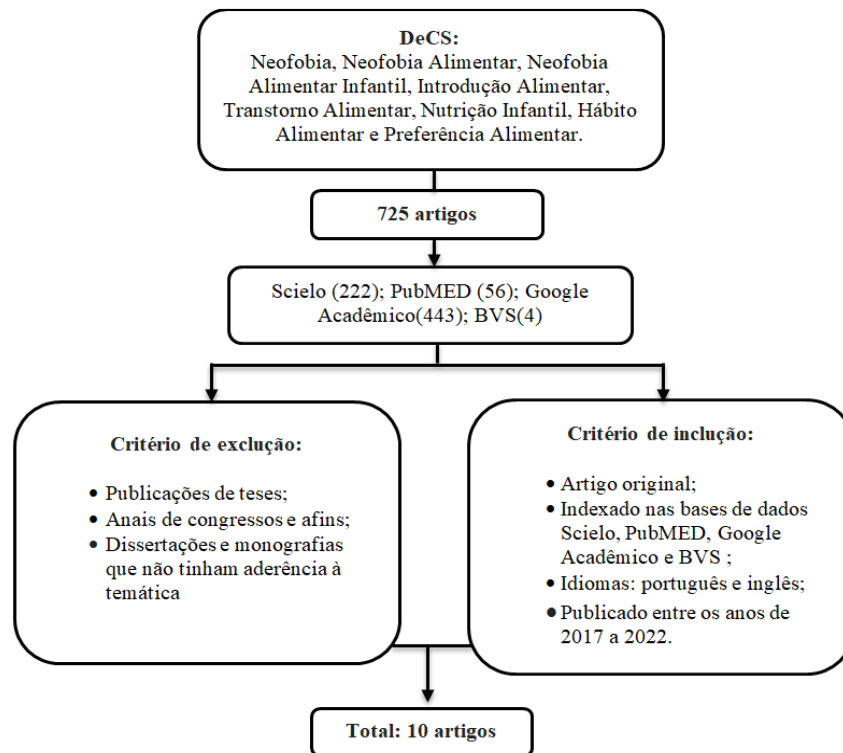 DeCS:
Neofobia, Neofobia Alimentar, Neofobia
Alimentar Infantil, Introdução Alimentar,
Transtorno Alimentar, Nutrição Infantil, Hábito
Alimentar e Preferência Alimentar.
725 artigos
Scielo (222); PubMED (56); Google
Acadêmico(443); BVS(4)
Critério de exclução:
• Publicações de teses;
• Anais de congressos e afins;
• Dissertações e monografias
que não tinham aderência à
temática
Critério de inclução:
• Artigo original;
• Indexado nas bases de dados
Scielo, PubMED, Google
Acadêmico e BVS ;
• Idiomas: português e inglês;
• Publicado entre os anos de
2017 a 2022.
Total: 10 artigos